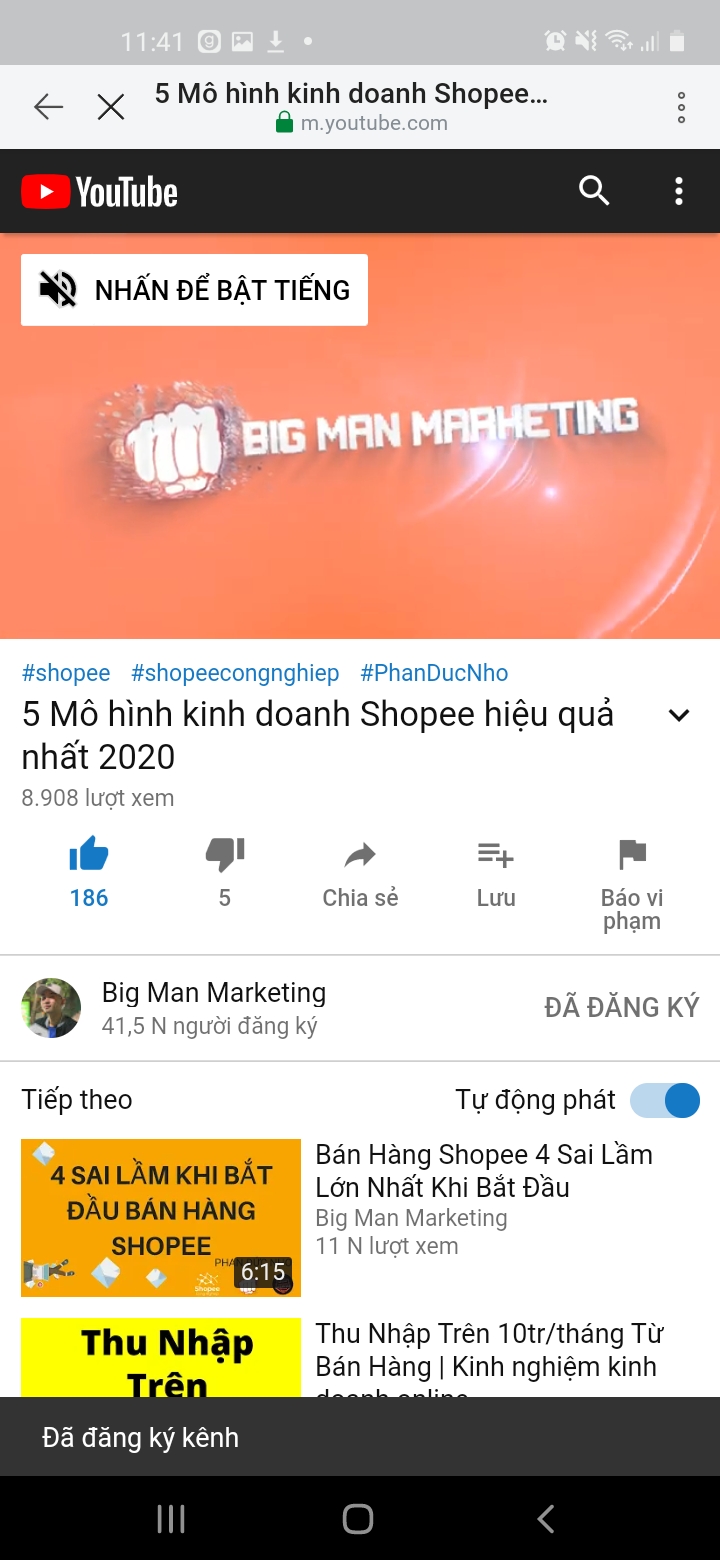 11:41
5 Mô hình kinh doanh Shopee...
m.youtube.com
YouTube
NHẤN ĐỂ BẬT TIẾNG
BIG MAN MARKETING
#shopee #shopeecongnghiep #PhanDucNho
5 Mô hình kinh doanh Shopee hiệu quả
nhất 2020
8.908 lượt xem
186
5
Chia sẻ
Lưu
Báo vi
phạm
Big Man Marketing
41,5 N người đăng ký
ĐÃ ĐĂNG KÝ
Tiếp theo
Tự động phát
4 SAI LẦM KHI BẮT
ĐẦU BÁN HÀNG
SHOPEE
Shopee
6:15
Bán Hàng Shopee 4 Sai Lầm
Lớn Nhất Khi Bắt Đầu
Big Man Marketing
11 N lượt xem
Thu Nhập
Trên
Thu Nhập Trên 10tr/tháng Từ
Bán Hàng | Kinh nghiệm kinh
doanh online
Đã đăng ký kênh